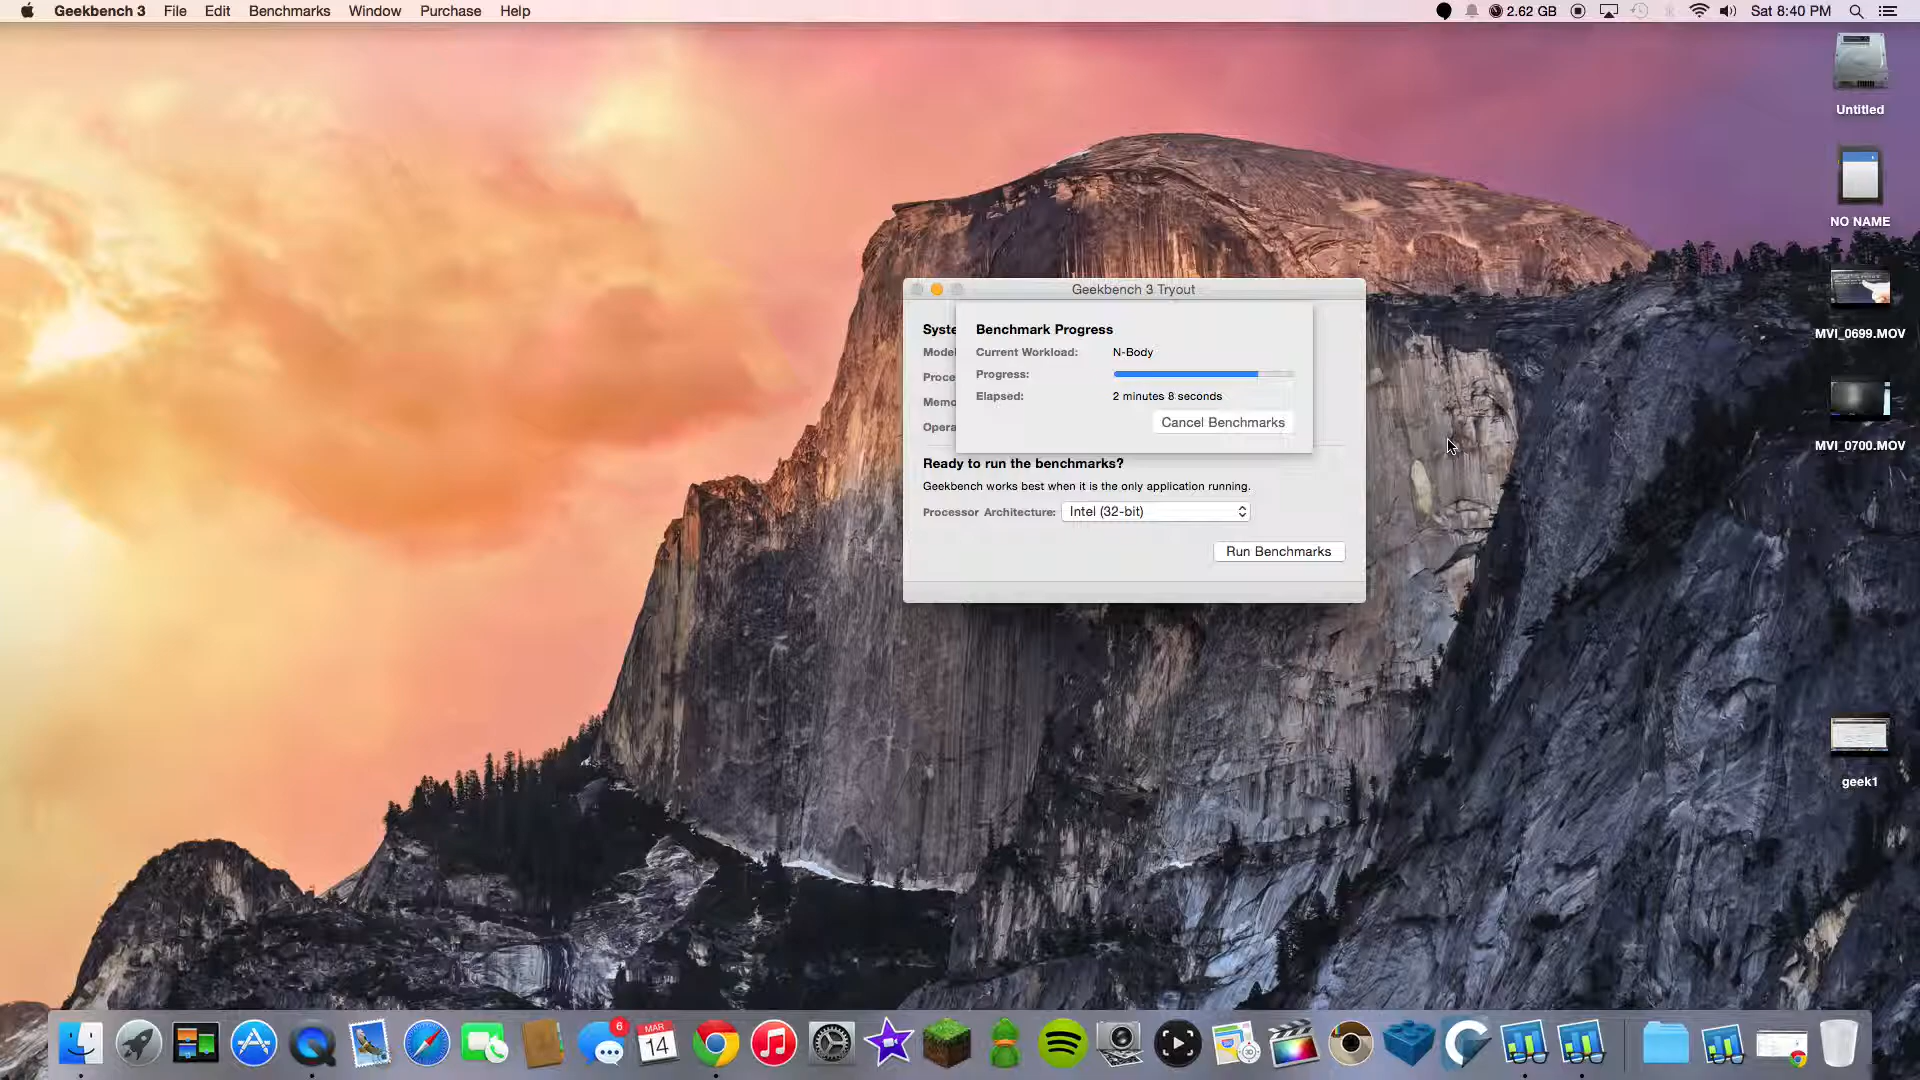 Geekbench 3 File Edit Benchmarks Window Purchase Help 2.62 GB Sat 8:40 PM
Untitled
NO NAME
MVI_0699.MOV
MVI_0700.MOV
geek1
Geekbench 3 Tryout
Syste
Model
Proce
Memo
Opera
Benchmark Progress
Current Workload: N-Body
Progress:
Elapsed: 2 minutes 8 seconds
Cancel Benchmarks
Ready to run the benchmarks?
Geekbench works best when it is the only application running.
Processor Architecture: Intel (32-bit)
Run Benchmarks
6
MAR
14